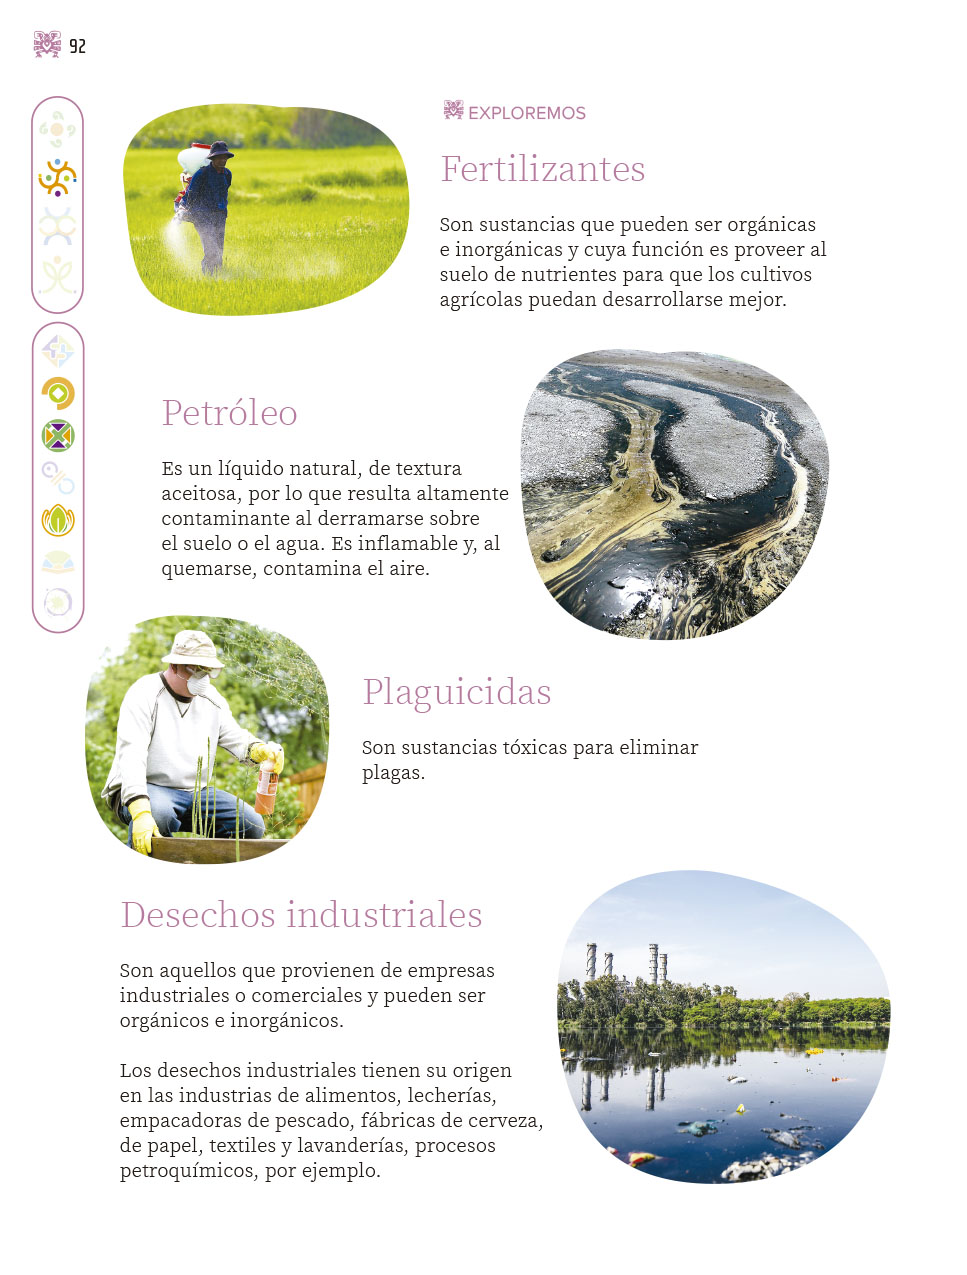 92
EXPLOREMOS
Fertilizantes
Son sustancias que pueden ser orgánicas
e inorgánicas y cuya función es proveer al
suelo de nutrientes para que los cultivos
agrícolas puedan desarrollarse mejor.
Petróleo
Es un líquido natural, de textura
aceitosa, por lo que resulta altamente
contaminante al derramarse sobre
el suelo o el agua. Es inflamable y, al
quemarse, contamina el aire.
Plaguicidas
Son sustancias tóxicas para eliminar
plagas.
Desechos industriales
Son aquellos que provienen de empresas
industriales o comerciales y pueden ser
orgánicos e inorgánicos.
Los desechos industriales tienen su origen
en las industrias de alimentos, lecherías,
empacadoras de pescado, fábricas de cerveza,
de papel, textiles y lavanderías, procesos
petroquímicos, por ejemplo.